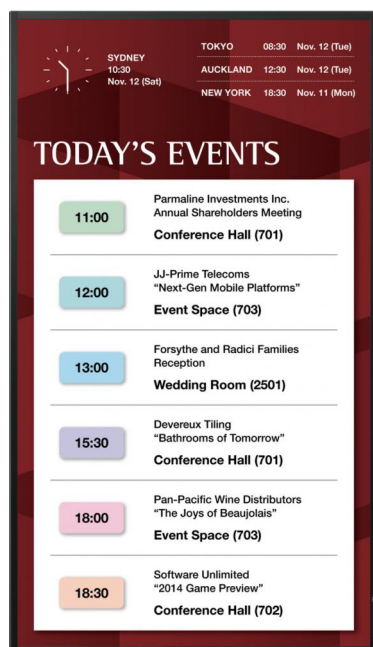 SYDNEY
10:30
Nov. 12 (Sat)
TOKYO 08:30 Nov. 12 (Tue)
AUCKLAND 12:30 Nov. 12 (Tue)
NEW YORK 18:30 Nov. 11 (Mon)
TODAY'S EVENTS
11:00
Parmaline Investments Inc.
Annual Shareholders Meeting
Conference Hall (701)
12:00
JJ-Prime Telecoms
“Next-Gen Mobile Platforms”
Event Space (703)
13:00
Forsythe and Radici Families
Reception
Wedding Room (2501)
15:30
Devereux Tiling
“Bathrooms of Tomorrow”
Conference Hall (701)
18:00
Pan-Pacific Wine Distributors
“The Joys of Beaujolais”
Event Space (703)
18:30
Software Unlimited
“2014 Game Preview”
Conference Hall (702)